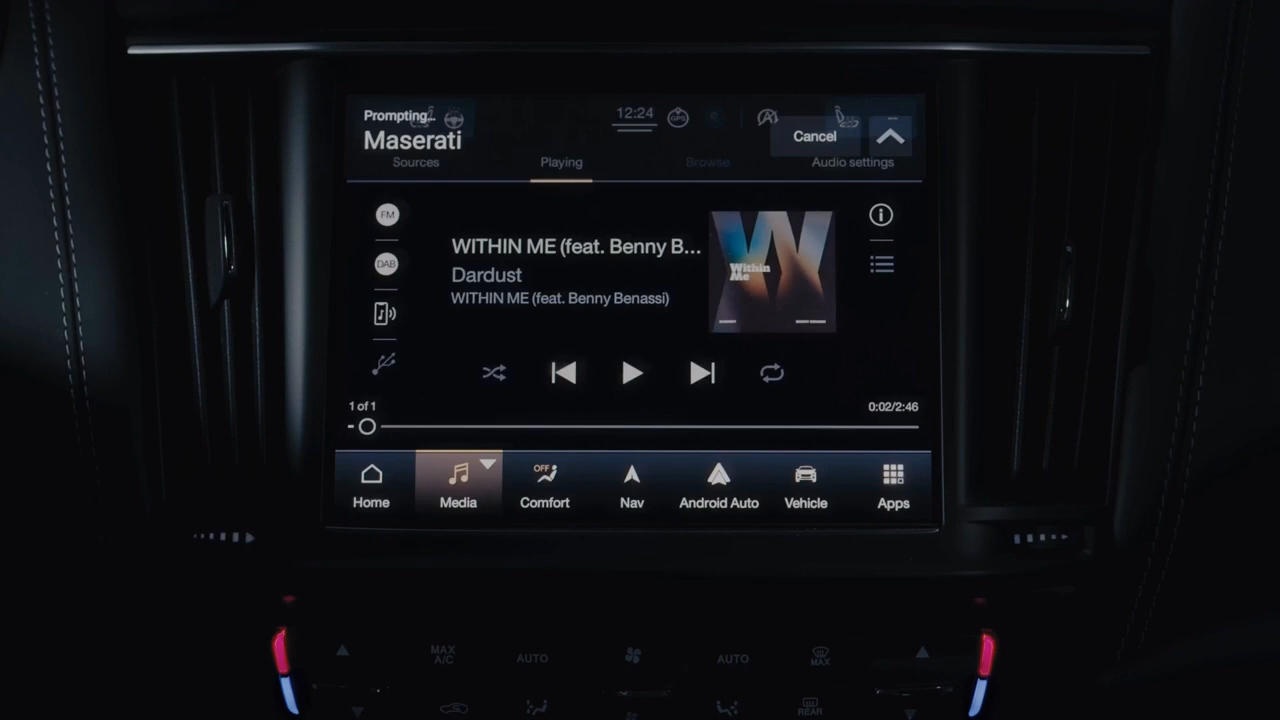 Prompting...
Maserati
12:24
GPS
A
Cancel
Sources
Playing
Browse
Audio settings
FM
DAB
WITHIN ME (feat. Benny B...
Dardust
WITHIN ME (feat. Benny Benassi)
W
Within
Me
1 of 1
0:02/2:46
OFF
Home
Media
Comfort
Nav
Android Auto
Vehicle
Apps
MAX
A/C
AUTO
AUTO
MAX
REAR